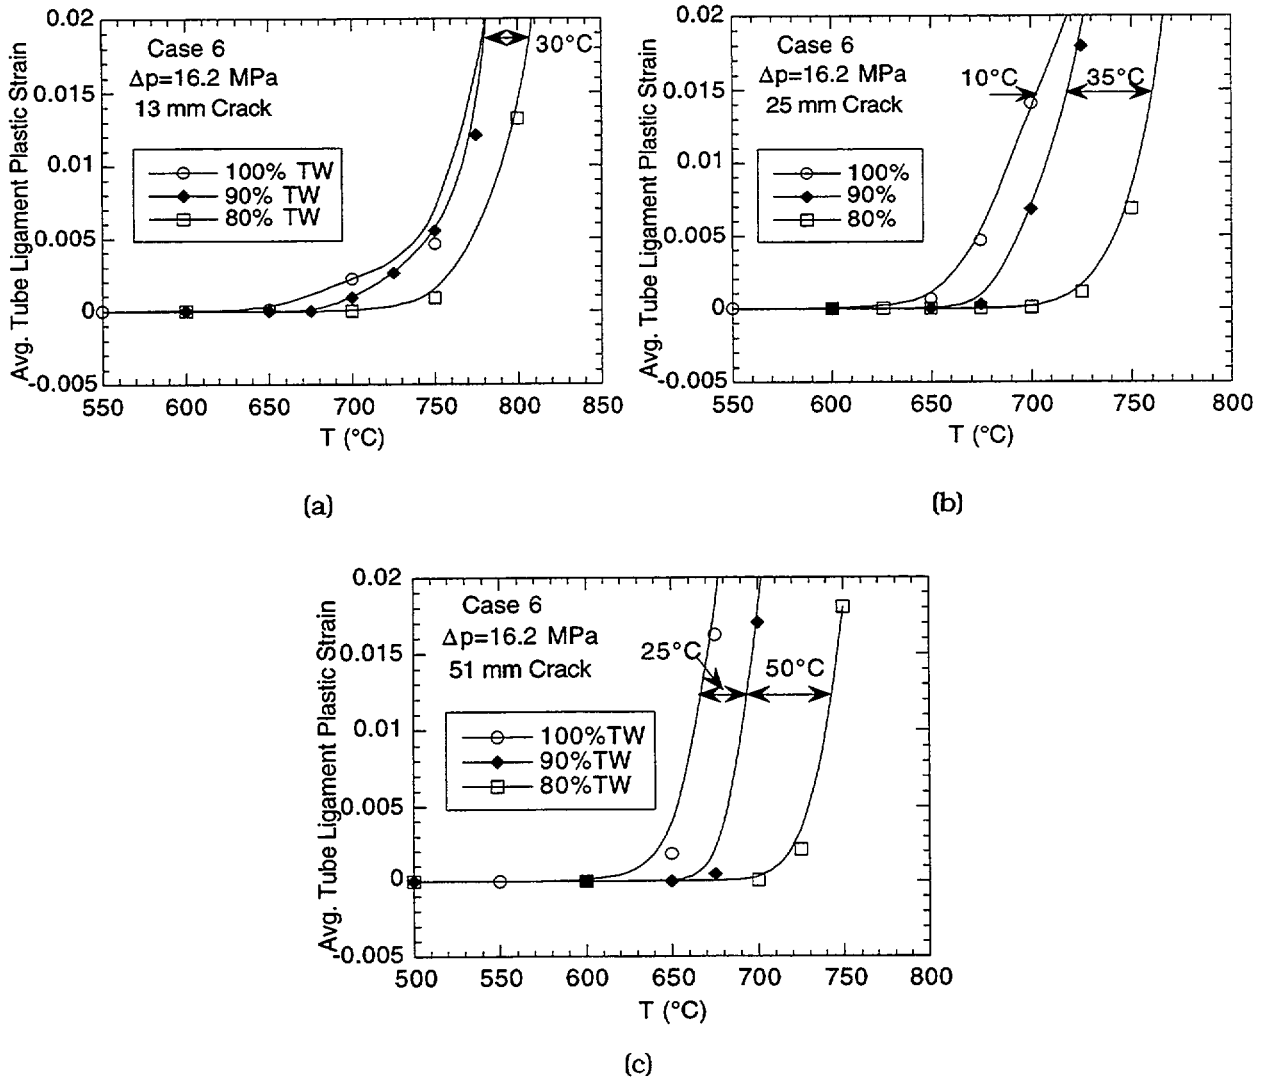 0.02
0.015
0.01
0.005
0
-0.005
Avg. Tube Ligament Plastic Strain
Case 6
Δp=16.2 MPa
13 mm Crack
30°C
100% TW
90% TW
80% TW
550 600 650 700 750 800 850
T (°C)
(a)
0.02
0.015
0.01
0.005
0
-0.005
Avg. Tube Ligament Plastic Strain
Case 6
Δp=16.2 MPa
25 mm Crack
10°C
35°C
100%
90%
80%
550 600 650 700 750 800
T (°C)
(b)
0.02
0.015
0.01
0.005
0
-0.005
Avg. Tube Ligament Plastic Strain
Case 6
Δp=16.2 MPa
51 mm Crack
25°C
50°C
100%TW
90%TW
80%TW
500 550 600 650 700 750 800
T (°C)
(c)